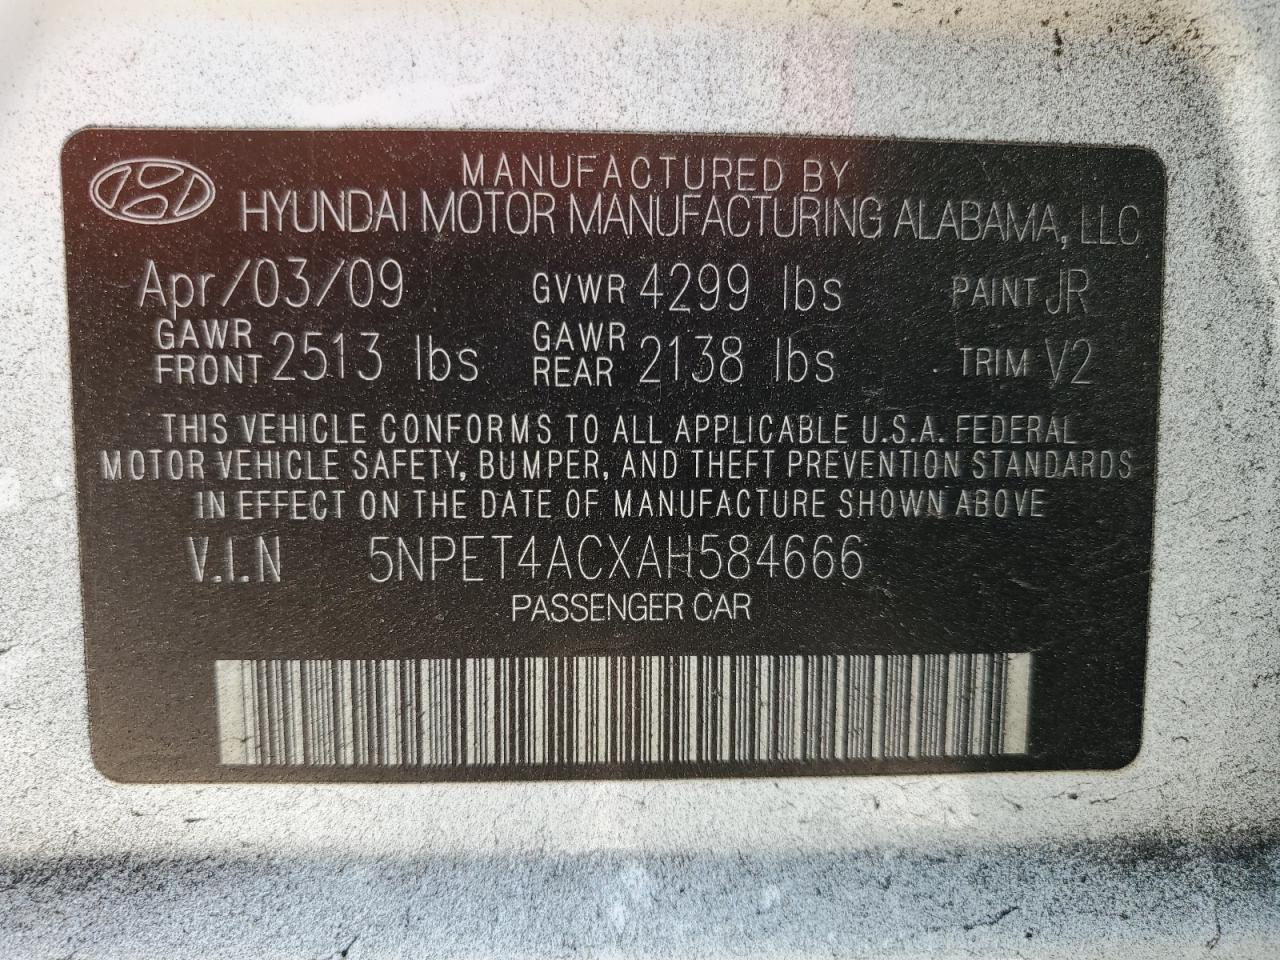 MANUFACTURED BY
HYUNDAI MOTOR MANUFACTURING ALABAMA, LLC
Apr/03/09 GVWR 4299 lbs PAINT JR
GAWR FRONT 2513 lbs GAWR REAR 2138 lbs TRIM V2
THIS VEHICLE CONFORMS TO ALL APPLICABLE U.S.A. FEDERAL
MOTOR VEHICLE SAFETY, BUMPER, AND THEFT PREVENTION STANDARDS
IN EFFECT ON THE DATE OF MANUFACTURE SHOWN ABOVE
V.I.N 5NPET4ACXAH584666
PASSENGER CAR